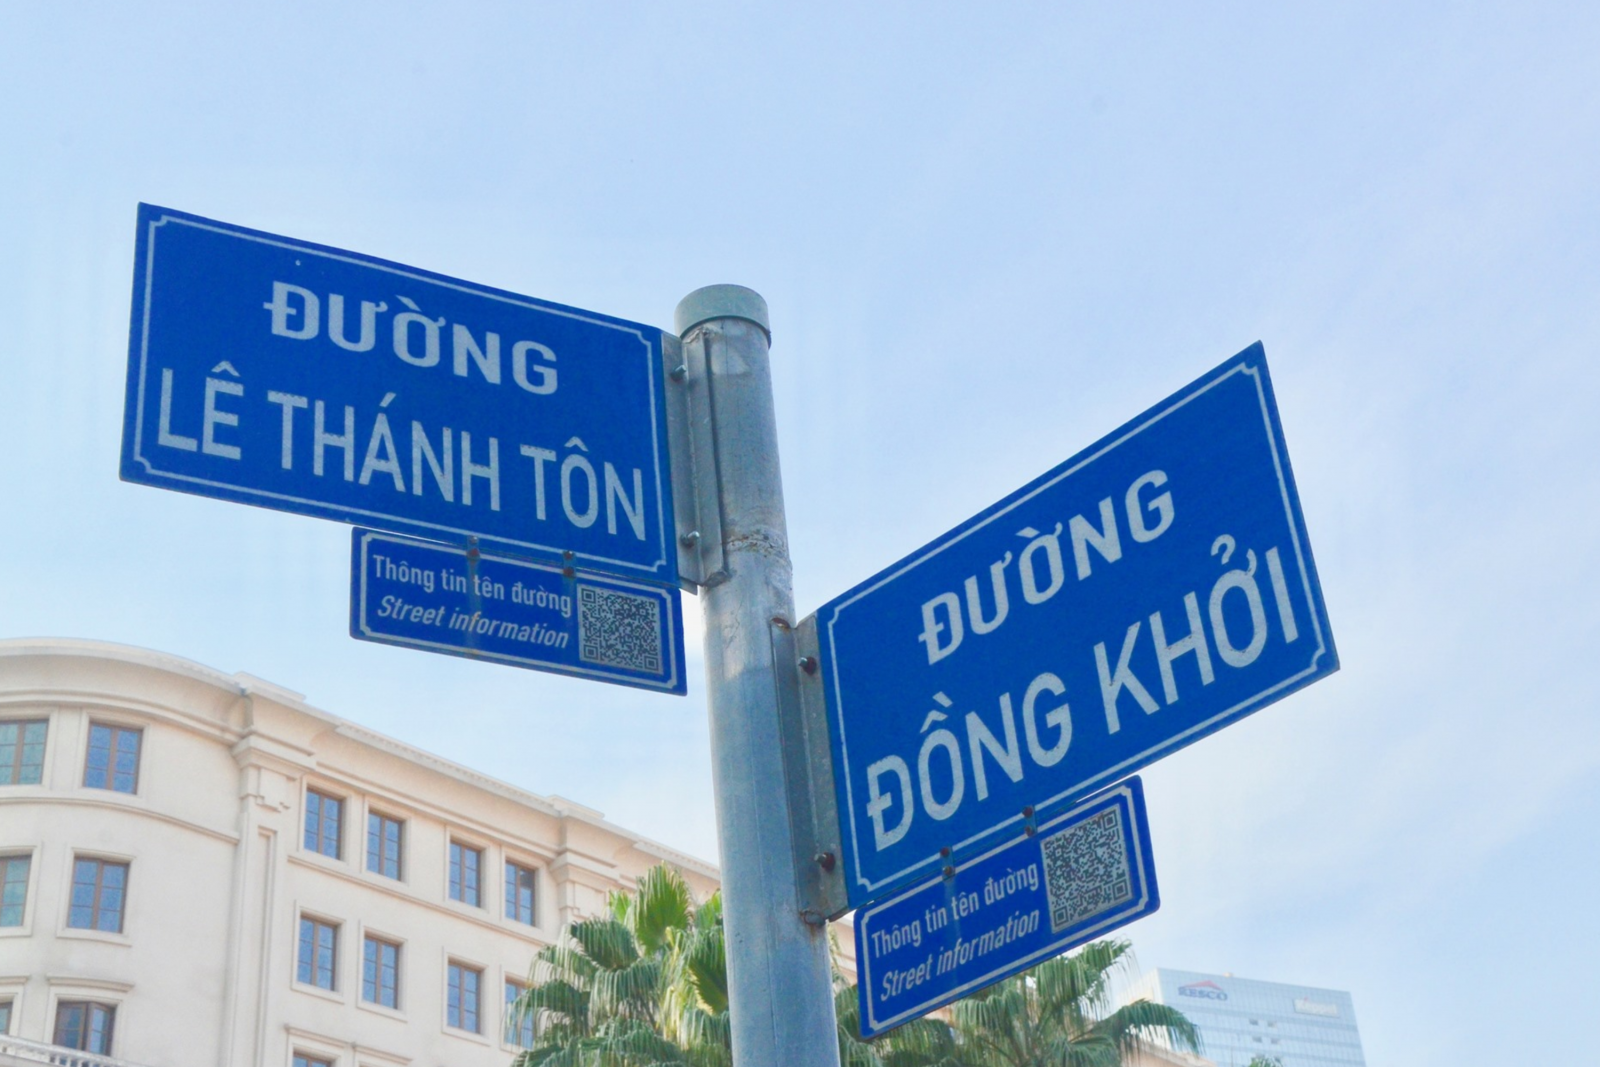 ĐƯỜNG
LÊ THÁNH TÔN
Thông tin tên đường
Street information
ĐƯỜNG
ĐỒNG KHỞI
Thông tin tên đường
Street information
RESCO